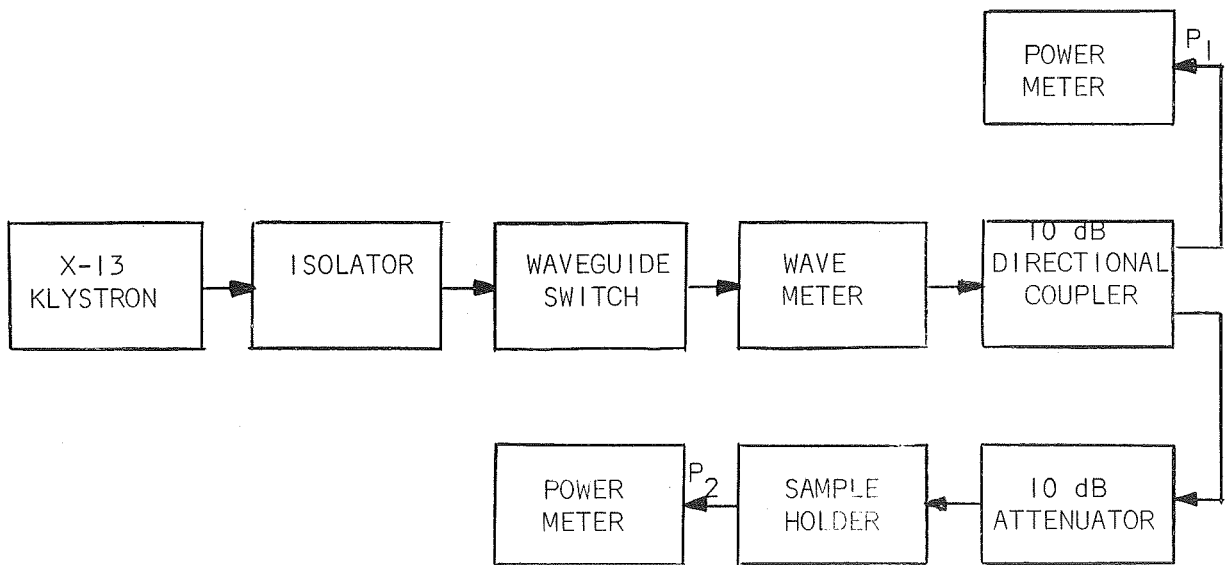 POWER
METER
P1
X-13
KLYSTRON
ISOLATOR
WAVEGUIDE
SWITCH
WAVE
METER
10 dB
DIRECTIONAL
COUPLER
POWER
METER
P2
SAMPLE
HOLDER
10 dB
ATTENUATOR